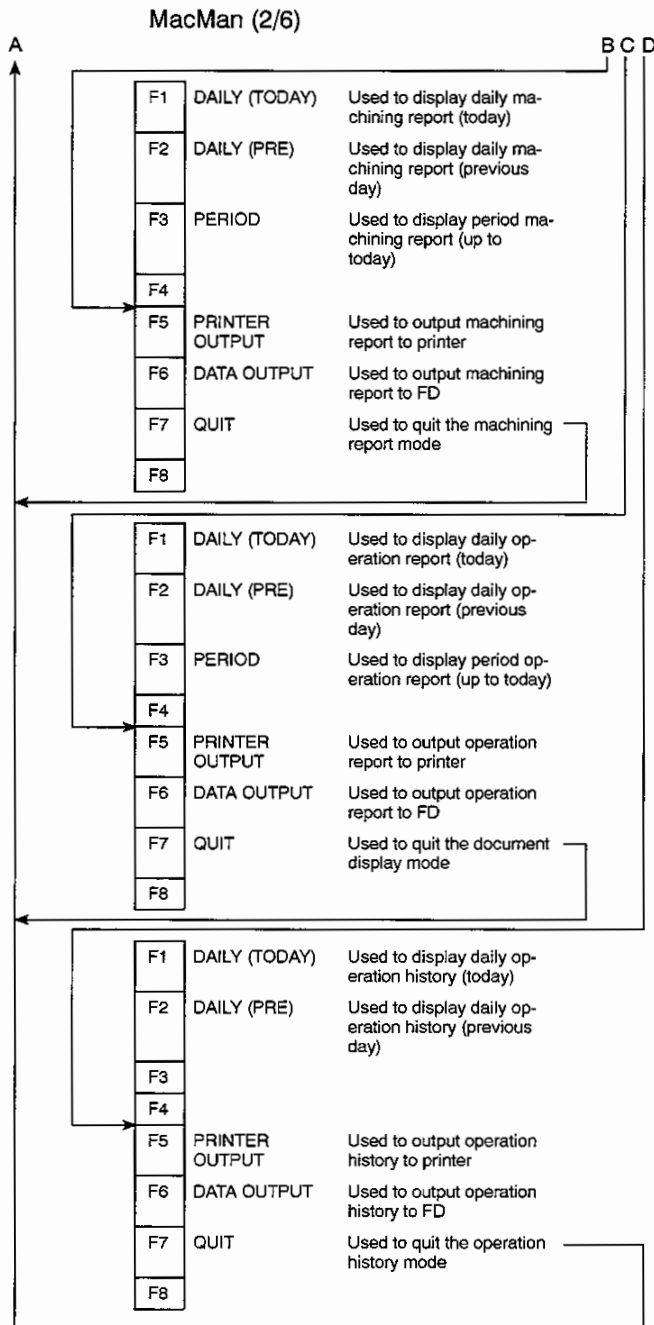 MacMan (2/6)
A B C D
F1 DAILY (TODAY) Used to display daily ma-
chining report (today)
F2 DAILY (PRE) Used to display daily ma-
chining report (previous
day)
F3 PERIOD Used to display period ma-
chining report (up to
today)
F4
F5 PRINTER Used to output machining
OUTPUT report to printer
F6 DATA OUTPUT Used to output machining
report to FD
F7 QUIT Used to quit the machining
report mode
F8
F1 DAILY (TODAY) Used to display daily op-
eration report (today)
F2 DAILY (PRE) Used to display daily op-
eration report (previous
day)
F3 PERIOD Used to display period op-
eration report (up to today)
F4
F5 PRINTER Used to output operation
OUTPUT report to printer
F6 DATA OUTPUT Used to output operation
report to FD
F7 QUIT Used to quit the document
display mode
F8
F1 DAILY (TODAY) Used to display daily op-
eration history (today)
F2 DAILY (PRE) Used to display daily op-
eration history (previous
day)
F3
F4
F5 PRINTER Used to output operation
OUTPUT history to printer
F6 DATA OUTPUT Used to output operation
history to FD
F7 QUIT Used to quit the operation
history mode
F8